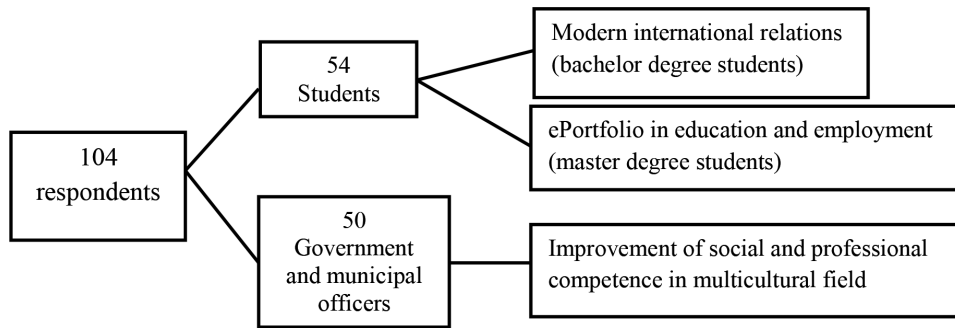 104
respondents
54
Students
50
Government
and municipal
officers
Modern international relations
(bachelor degree students)
ePortfolio in education and employment
(master degree students)
Improvement of social and professional
competence in multicultural field